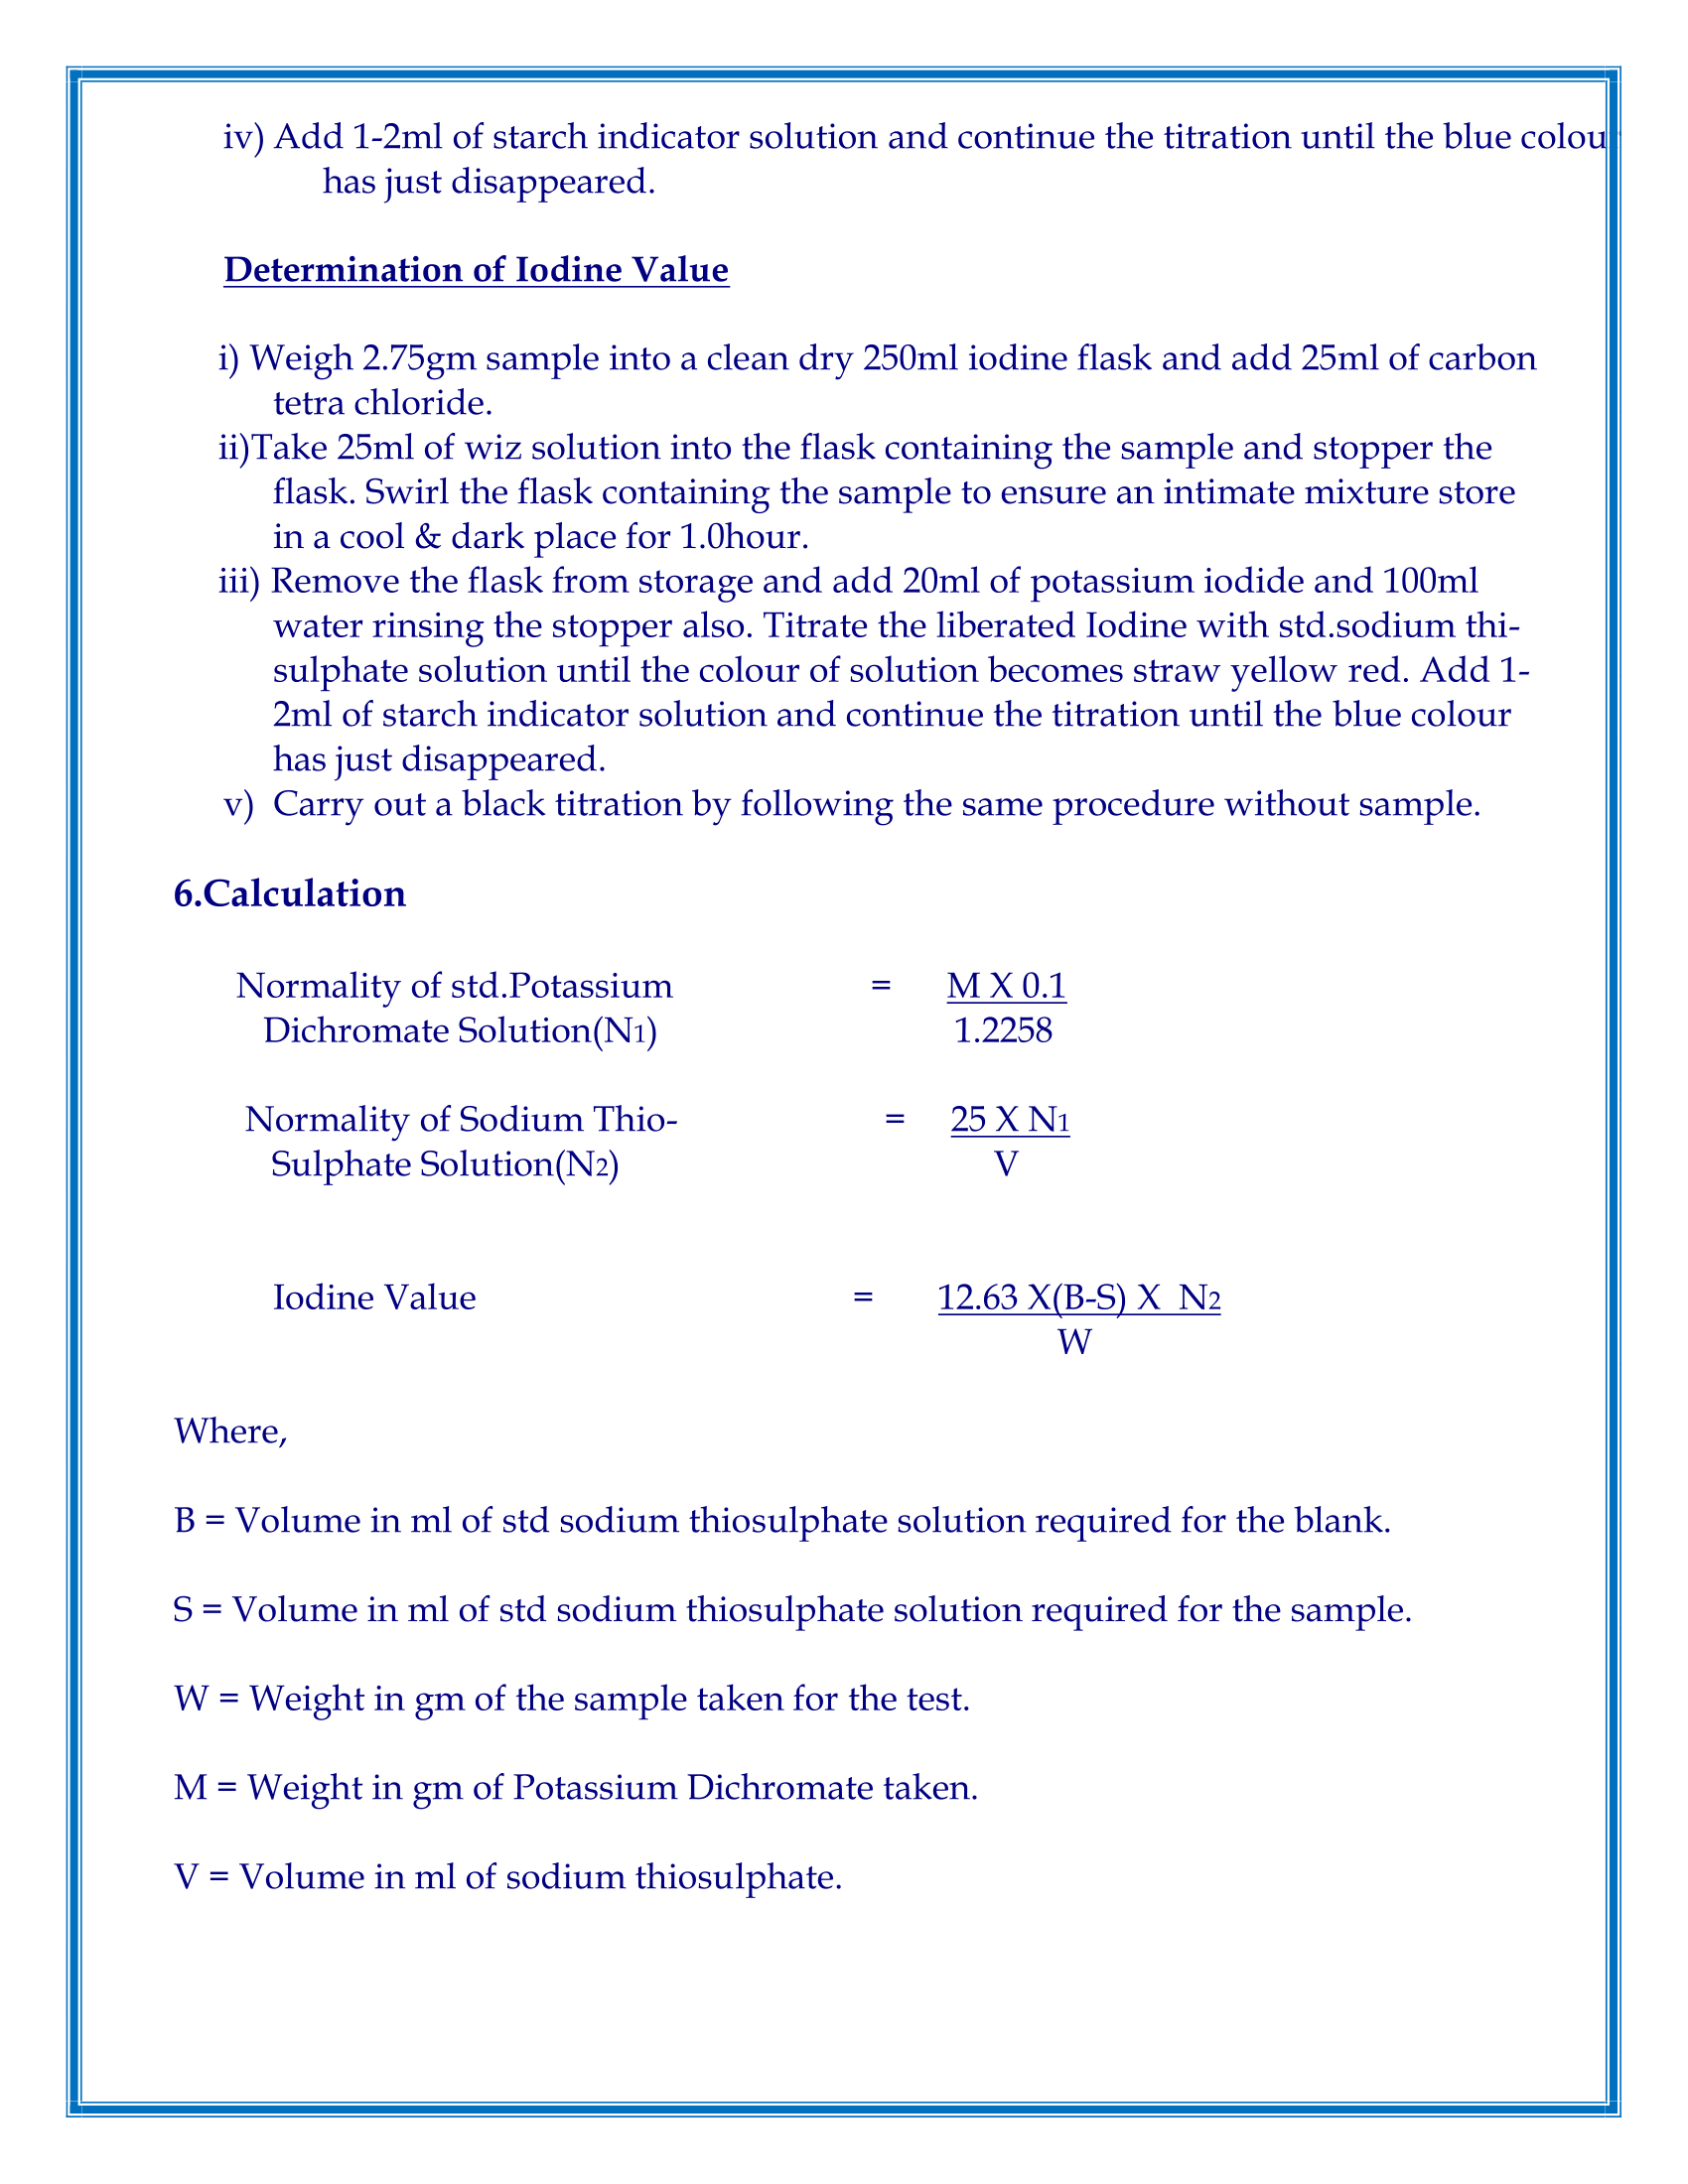 iv) Add 1-2ml of starch indicator solution and continue the titration until the blue colour
has just disappeared.
Determination of Iodine Value
i) Weigh 2.75gm sample into a clean dry 250ml iodine flask and add 25ml of carbon
tetra chloride.
ii)Take 25ml of wiz solution into the flask containing the sample and stopper the
flask. Swirl the flask containing the sample to ensure an intimate mixture store
in a cool & dark place for 1.0hour.
iii) Remove the flask from storage and add 20ml of potassium iodide and 100ml
water rinsing the stopper also. Titrate the liberated Iodine with std.sodium thi-
sulphate solution until the colour of solution becomes straw yellow red. Add 1-
2ml of starch indicator solution and continue the titration until the blue colour
has just disappeared.
v) Carry out a black titration by following the same procedure without sample.
6.Calculation
Normality of std.Potassium = M X 0.1
Dichromate Solution(N1) 1.2258
Normality of Sodium Thio- = 25 X N1
Sulphate Solution(N2) V
Iodine Value = 12.63 X(B-S) X N2
W
Where,
B = Volume in ml of std sodium thiosulphate solution required for the blank.
S = Volume in ml of std sodium thiosulphate solution required for the sample.
W = Weight in gm of the sample taken for the test.
M = Weight in gm of Potassium Dichromate taken.
V = Volume in ml of sodium thiosulphate.